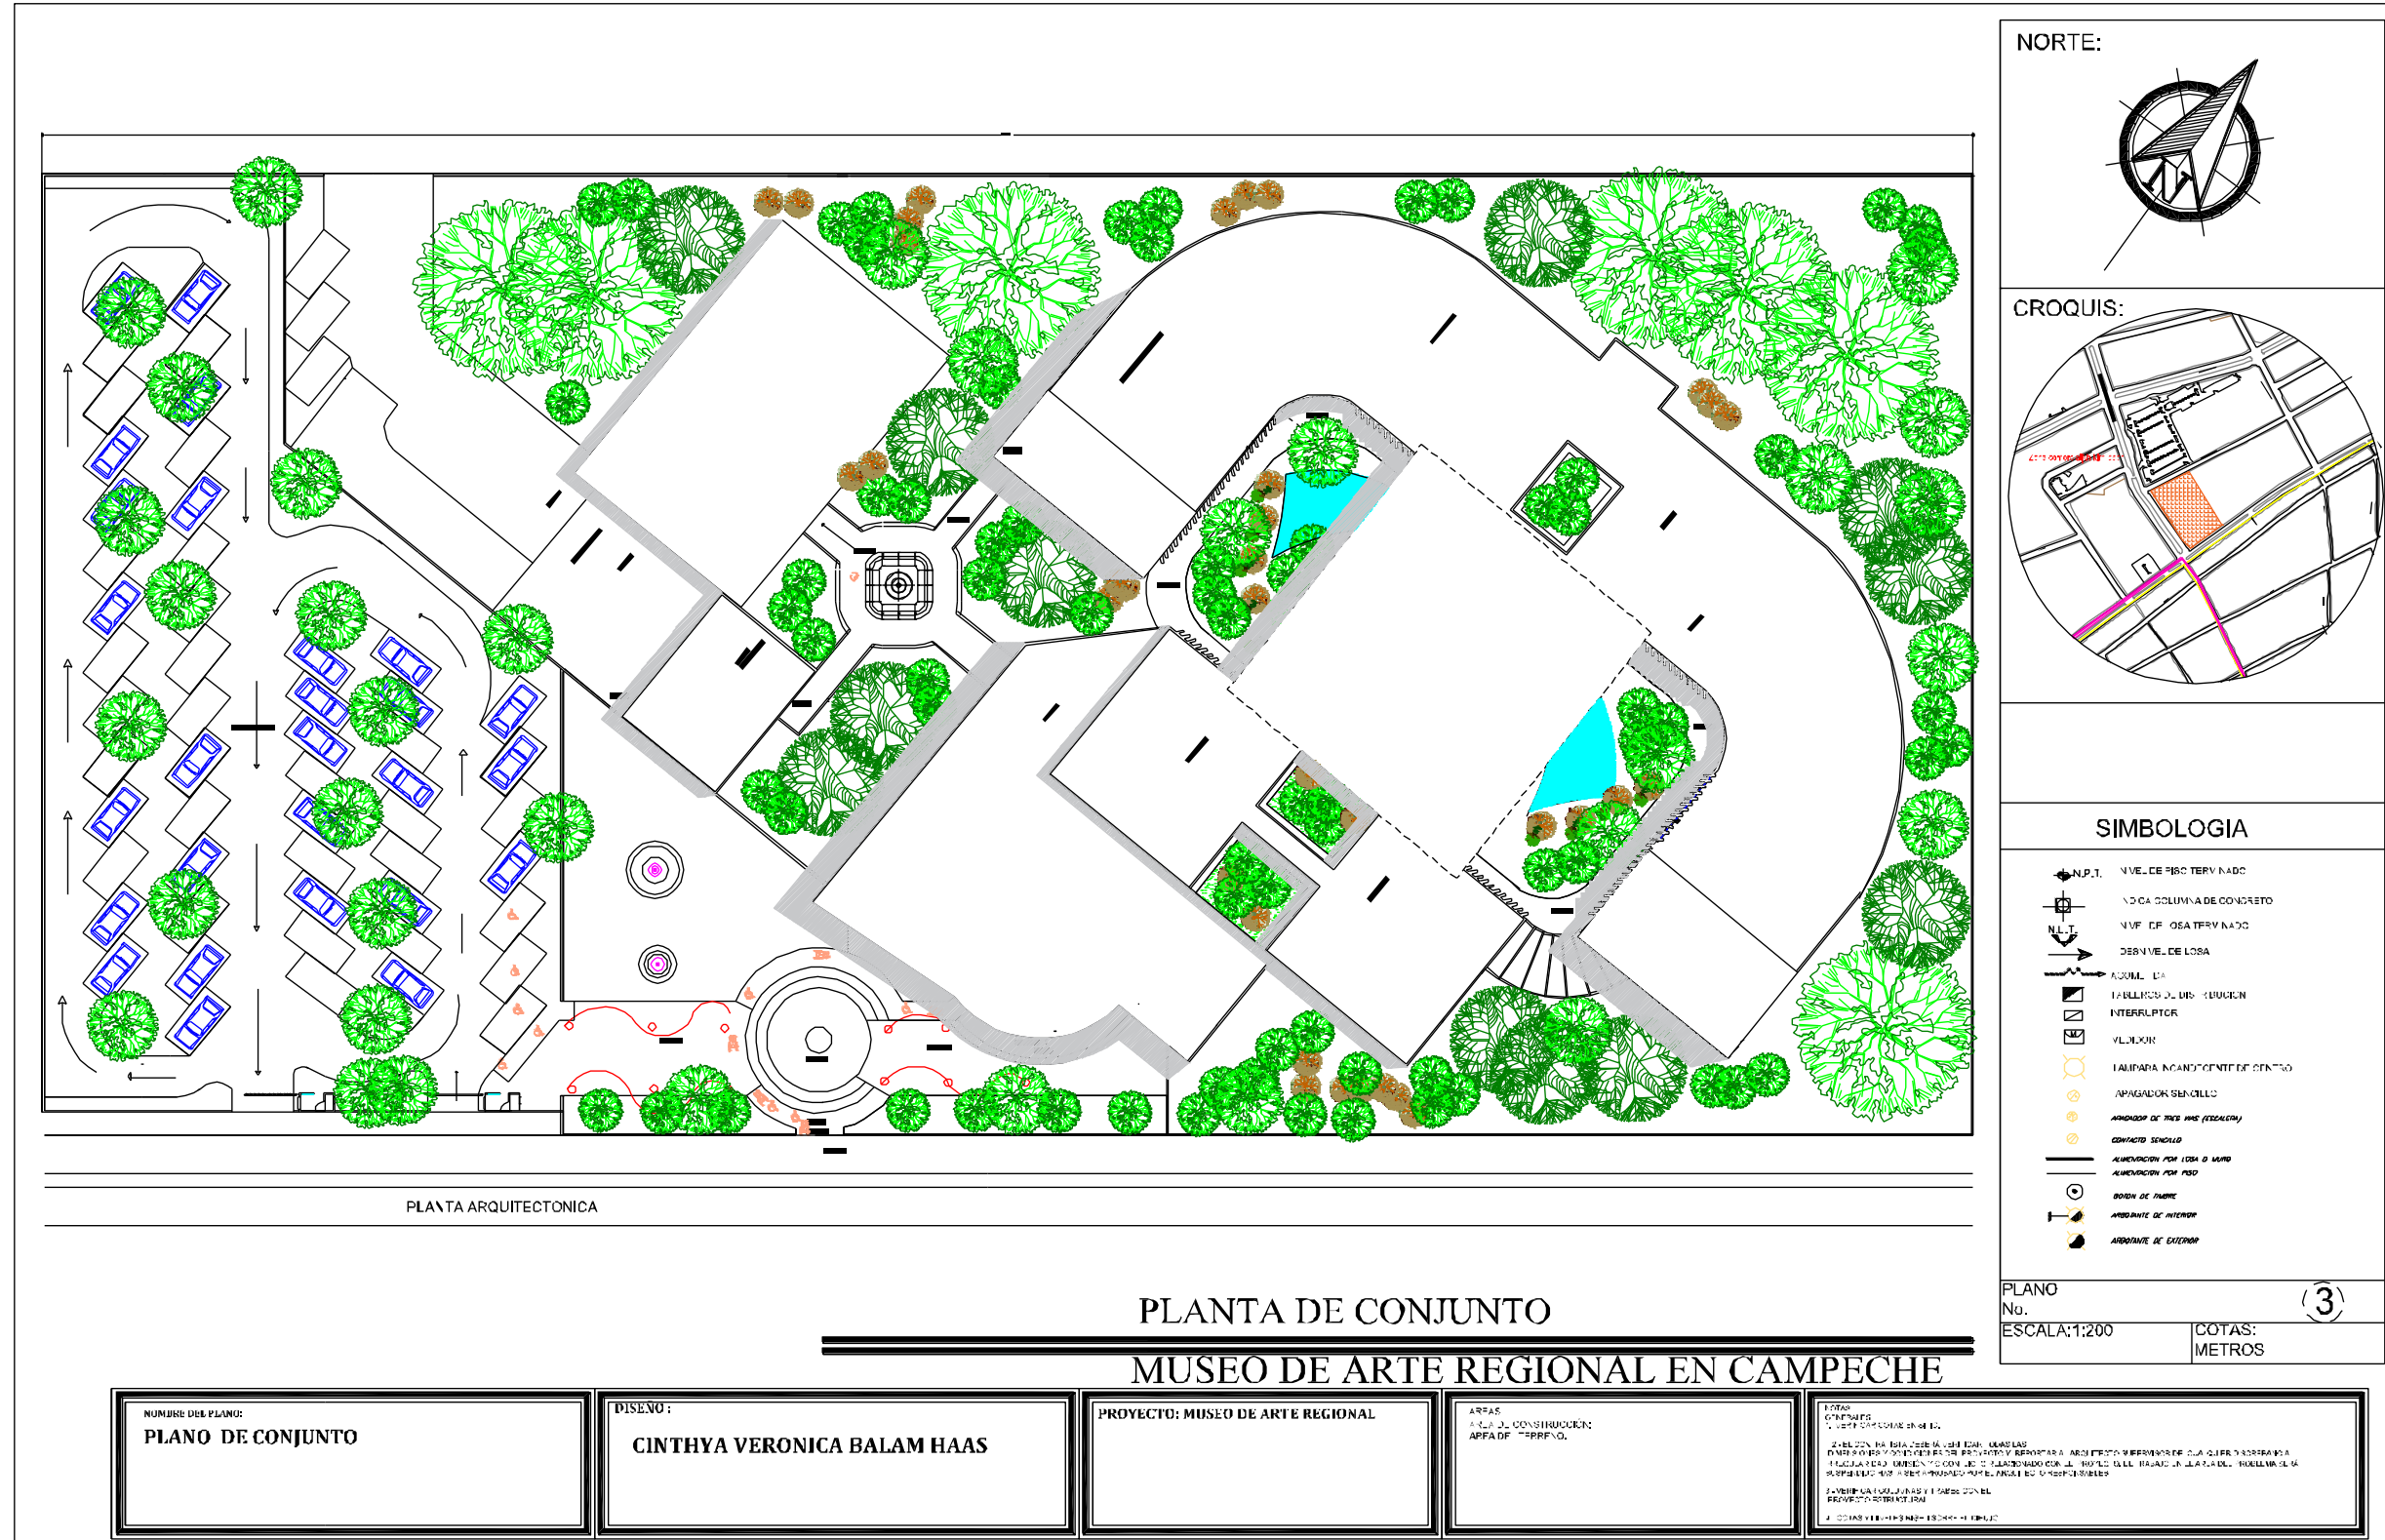 NORTE:
N
CROQUIS:
SIMBOLOGIA
N.P.T. NIVEL DE PISO TERMINADO
INDICA COLUMNA DE CONCRETO
N.L.T. NIVEL DE LOSA TERMINADO
DESNIVEL DE LOSA
ACOMETIDA
TABLEROS DE DISTRIBUCION
INTERRUPTOR
M MEDIDOR
LAMPARA INCANDECENTE DE CENTRO
APAGADOR SENCILLO
APAGADOR DE TRES VIAS (ESCALERA)
CONTACTO SENCILLO
ALIMENTACION POR LOSA O MURO
ALIMENTACION POR PISO
BOTON DE TIMBRE
ARBOTANTE DE INTERIOR
ARBOTANTE DE EXTERIOR
PLANO
No. 3
ESCALA:1:200
COTAS:
METROS
PLANTA ARQUITECTONICA
PLANTA DE CONJUNTO
MUSEO DE ARTE REGIONAL EN CAMPECHE
NOMBRE DEL PLANO:
PLANO DE CONJUNTO
DISEÑO :
CINTHYA VERONICA BALAM HAAS
PROYECTO: MUSEO DE ARTE REGIONAL
AREAS
AREA DE CONSTRUCCIÓN:
AREA DE TERRENO.
NOTAS
GENERALES